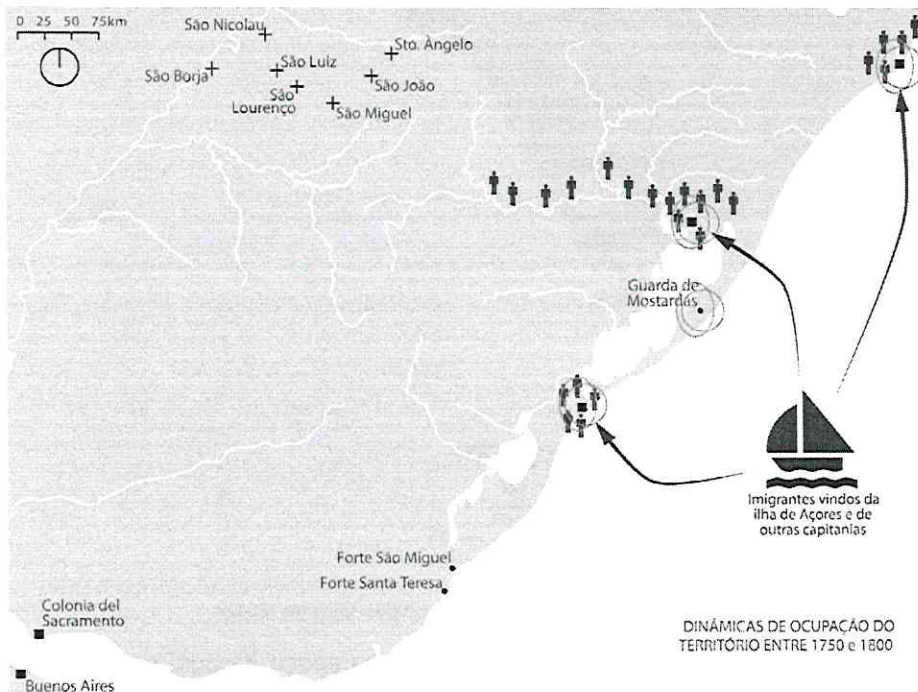 0 25 50 75km
São Nicolau
Sto. Àngelo
São Borja
São Luiz
São João
São
Lourenço
São Miguel
Guarda de
Mostardas
Imigrantes vindos da
ilha de Açores e de
outras capitanias
Forte São Miguel
Forte Santa Teresa
Colonia del
Sacramento
DINÂMICAS DE OCUPAÇÃO DO
TERRITÓRIO ENTRE 1750 e 1800
Buenos Aires